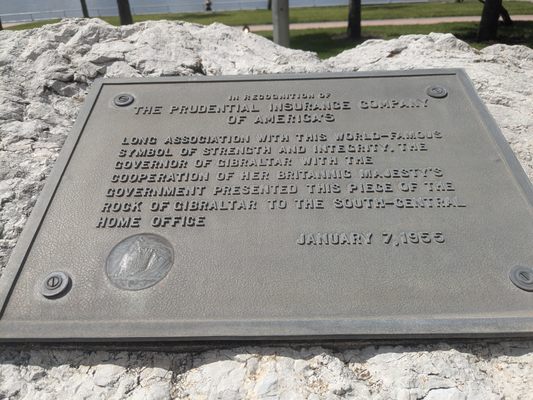 IN RECOGNITION OF
THE PRUDENTIAL INSURANCE COMPANY
OF AMERICA'S
LONG ASSOCIATION WITH THIS WORLD-FAMOUS
SYMBOL OF STRENGTH AND INTEGRITY, THE
GOVERNOR OF GIBRALTAR WITH THE
COOPERATION OF HER BRITANNIC MAJESTY'S
GOVERNMENT PRESENTED THIS PIECE OF THE
ROCK OF GIBRALTAR TO THE SOUTH-CENTRAL
HOME OFFICE
JANUARY 7, 1955